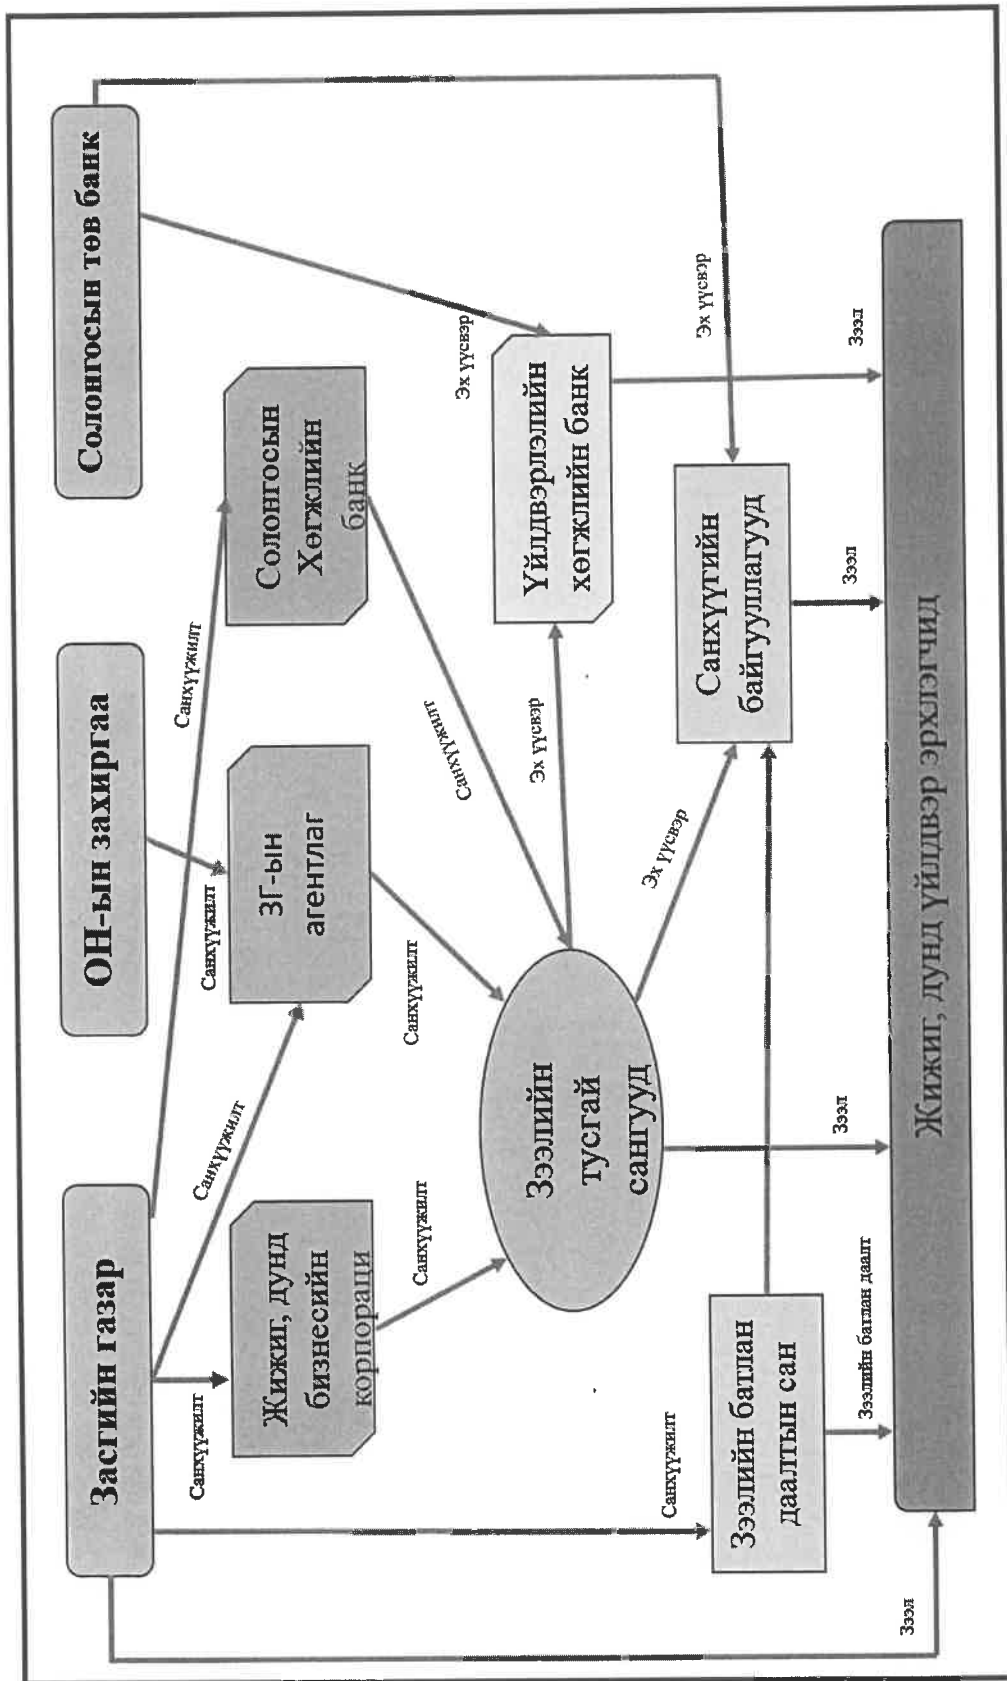 Засгийн газар
ОН-ын захиргаа
Солонгосын төв банк
Санхүүжилт
Санхүүжилт
Санхүүжилт
Санхүүжилт
Жижиг, дунд
бизнесийн
корпораци
ЗГ-ын
агентлаг
Солонгосын
Хөгжлийн
банк
Санхүүжилт
Санхүүжилт
Санхүүжилт
Эх үүсвэр
Зээлийн
тусгай
сангууд
Эх үүсвэр
Үйлдвэрлэлийн
хөгжлийн банк
Санхүүжилт
Эх үүсвэр
Эх үүсвэр
Зээлийн батлан
даалтын сан
Санхүүгийн
байгууллагууд
Зээл
Зээлийн батлан даалт
Зээл
Зээл
Зээл
Жижиг, дунд үйлдвэр эрхлэгчид